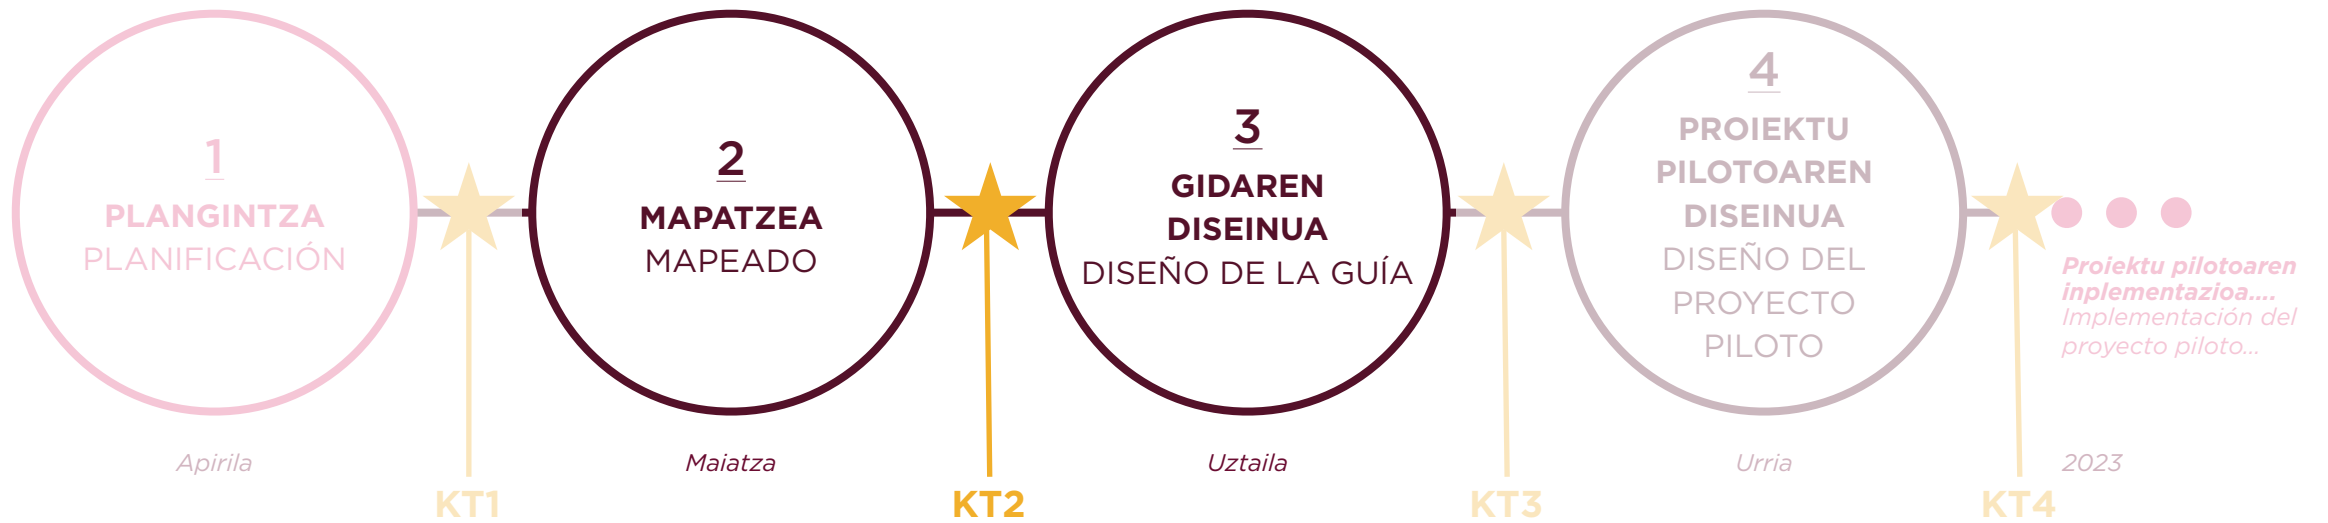 1
PLANGINTZA
PLANIFICACIÓN
2
MAPATZEA
MAPEADO
3
GIDAREN
DISEINUA
DISEÑO DE LA GUÍA
4
PROIEKTU
PILOTOAREN
DISEINUA
DISEÑO DEL
PROYECTO
PILOTO
Proiektu pilotoaren
inplementazioa....
Implementación del
proyecto piloto...
Apirila
Maiatza
Uztaila
Urria
2023
KT1
KT2
KT3
KT4